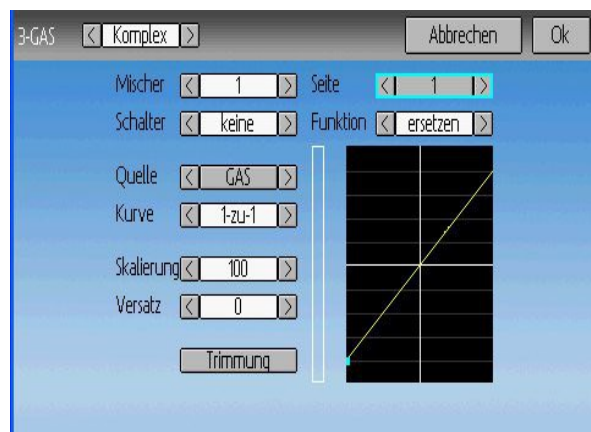 3-GAS < Komplex > Abbrechen Ok
Mischer < 1 > Seite < 1 >
Schalter < keine > Funktion < ersetzen >
Quelle < GAS >
Kurve < 1-zu-1 >
Skalierung < 100 >
Versatz < 0 >
Trimmung